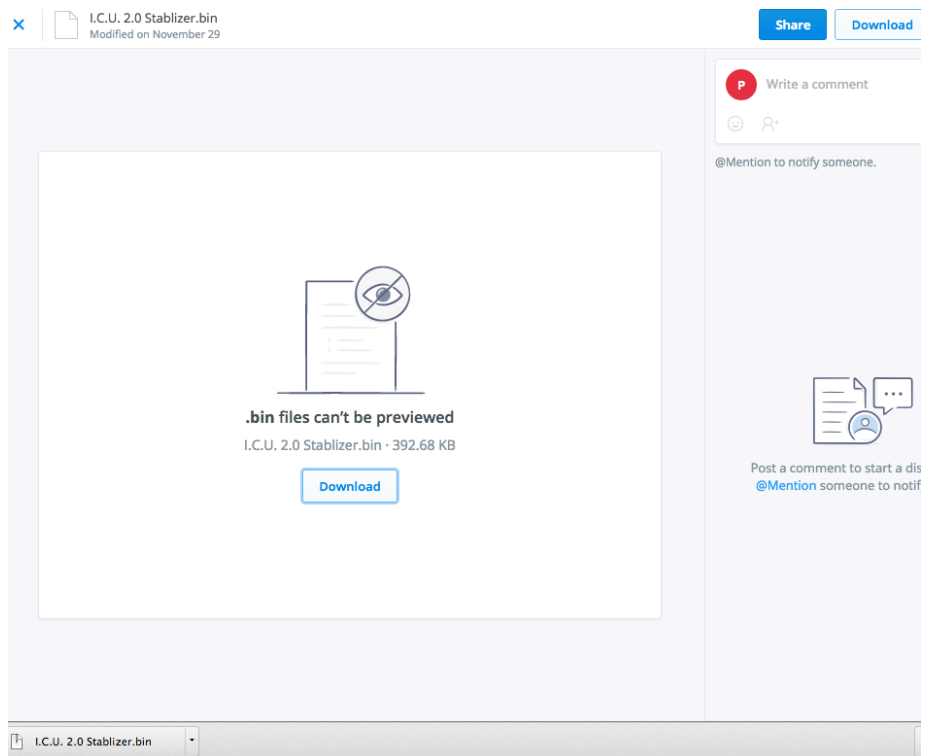 I.C.U. 2.0 Stablizer.bin
Modified on November 29
Share
Download
P
Write a comment
@Mention to notify someone.
.bin files can't be previewed
I.C.U. 2.0 Stablizer.bin · 392.68 KB
Download
Post a comment to start a dis
@Mention someone to notif
I.C.U. 2.0 Stablizer.bin